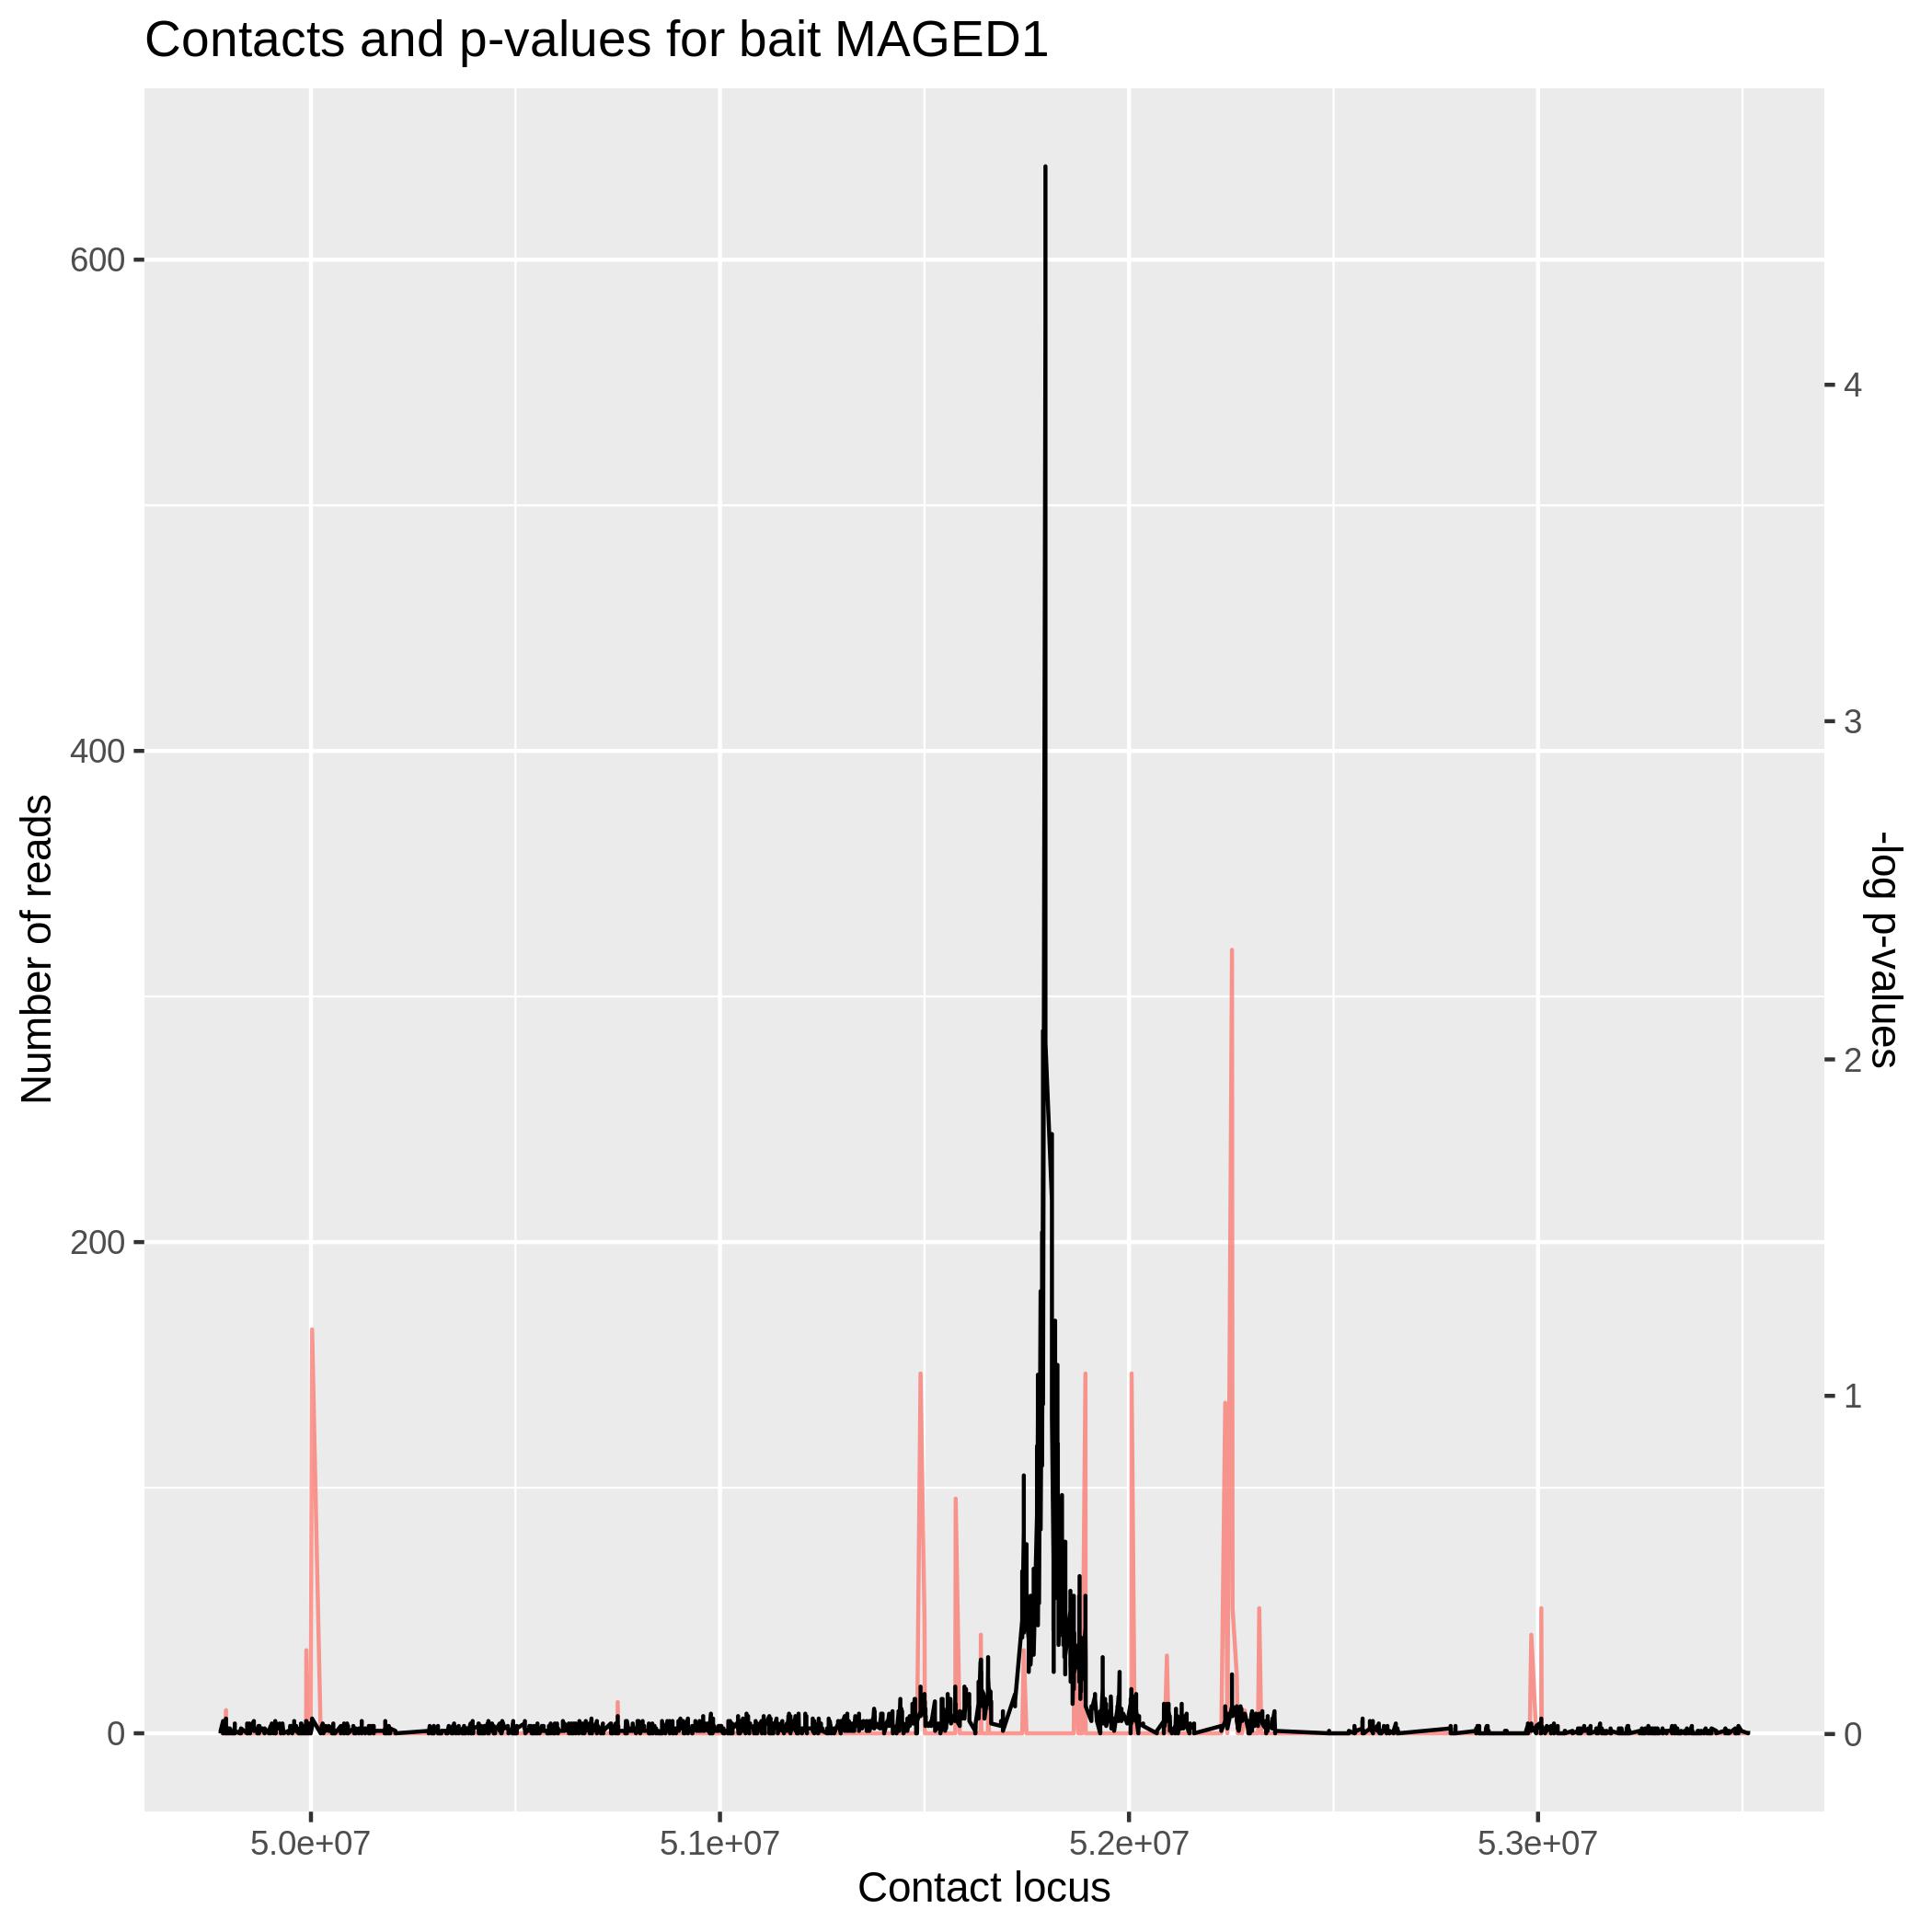 Contacts and p-values for bait MAGED1
Number of reads
600
400
200
0
4
3
2
1
0
-log p-values
5.0e+07
5.1e+07
5.2e+07
5.3e+07
Contact locus